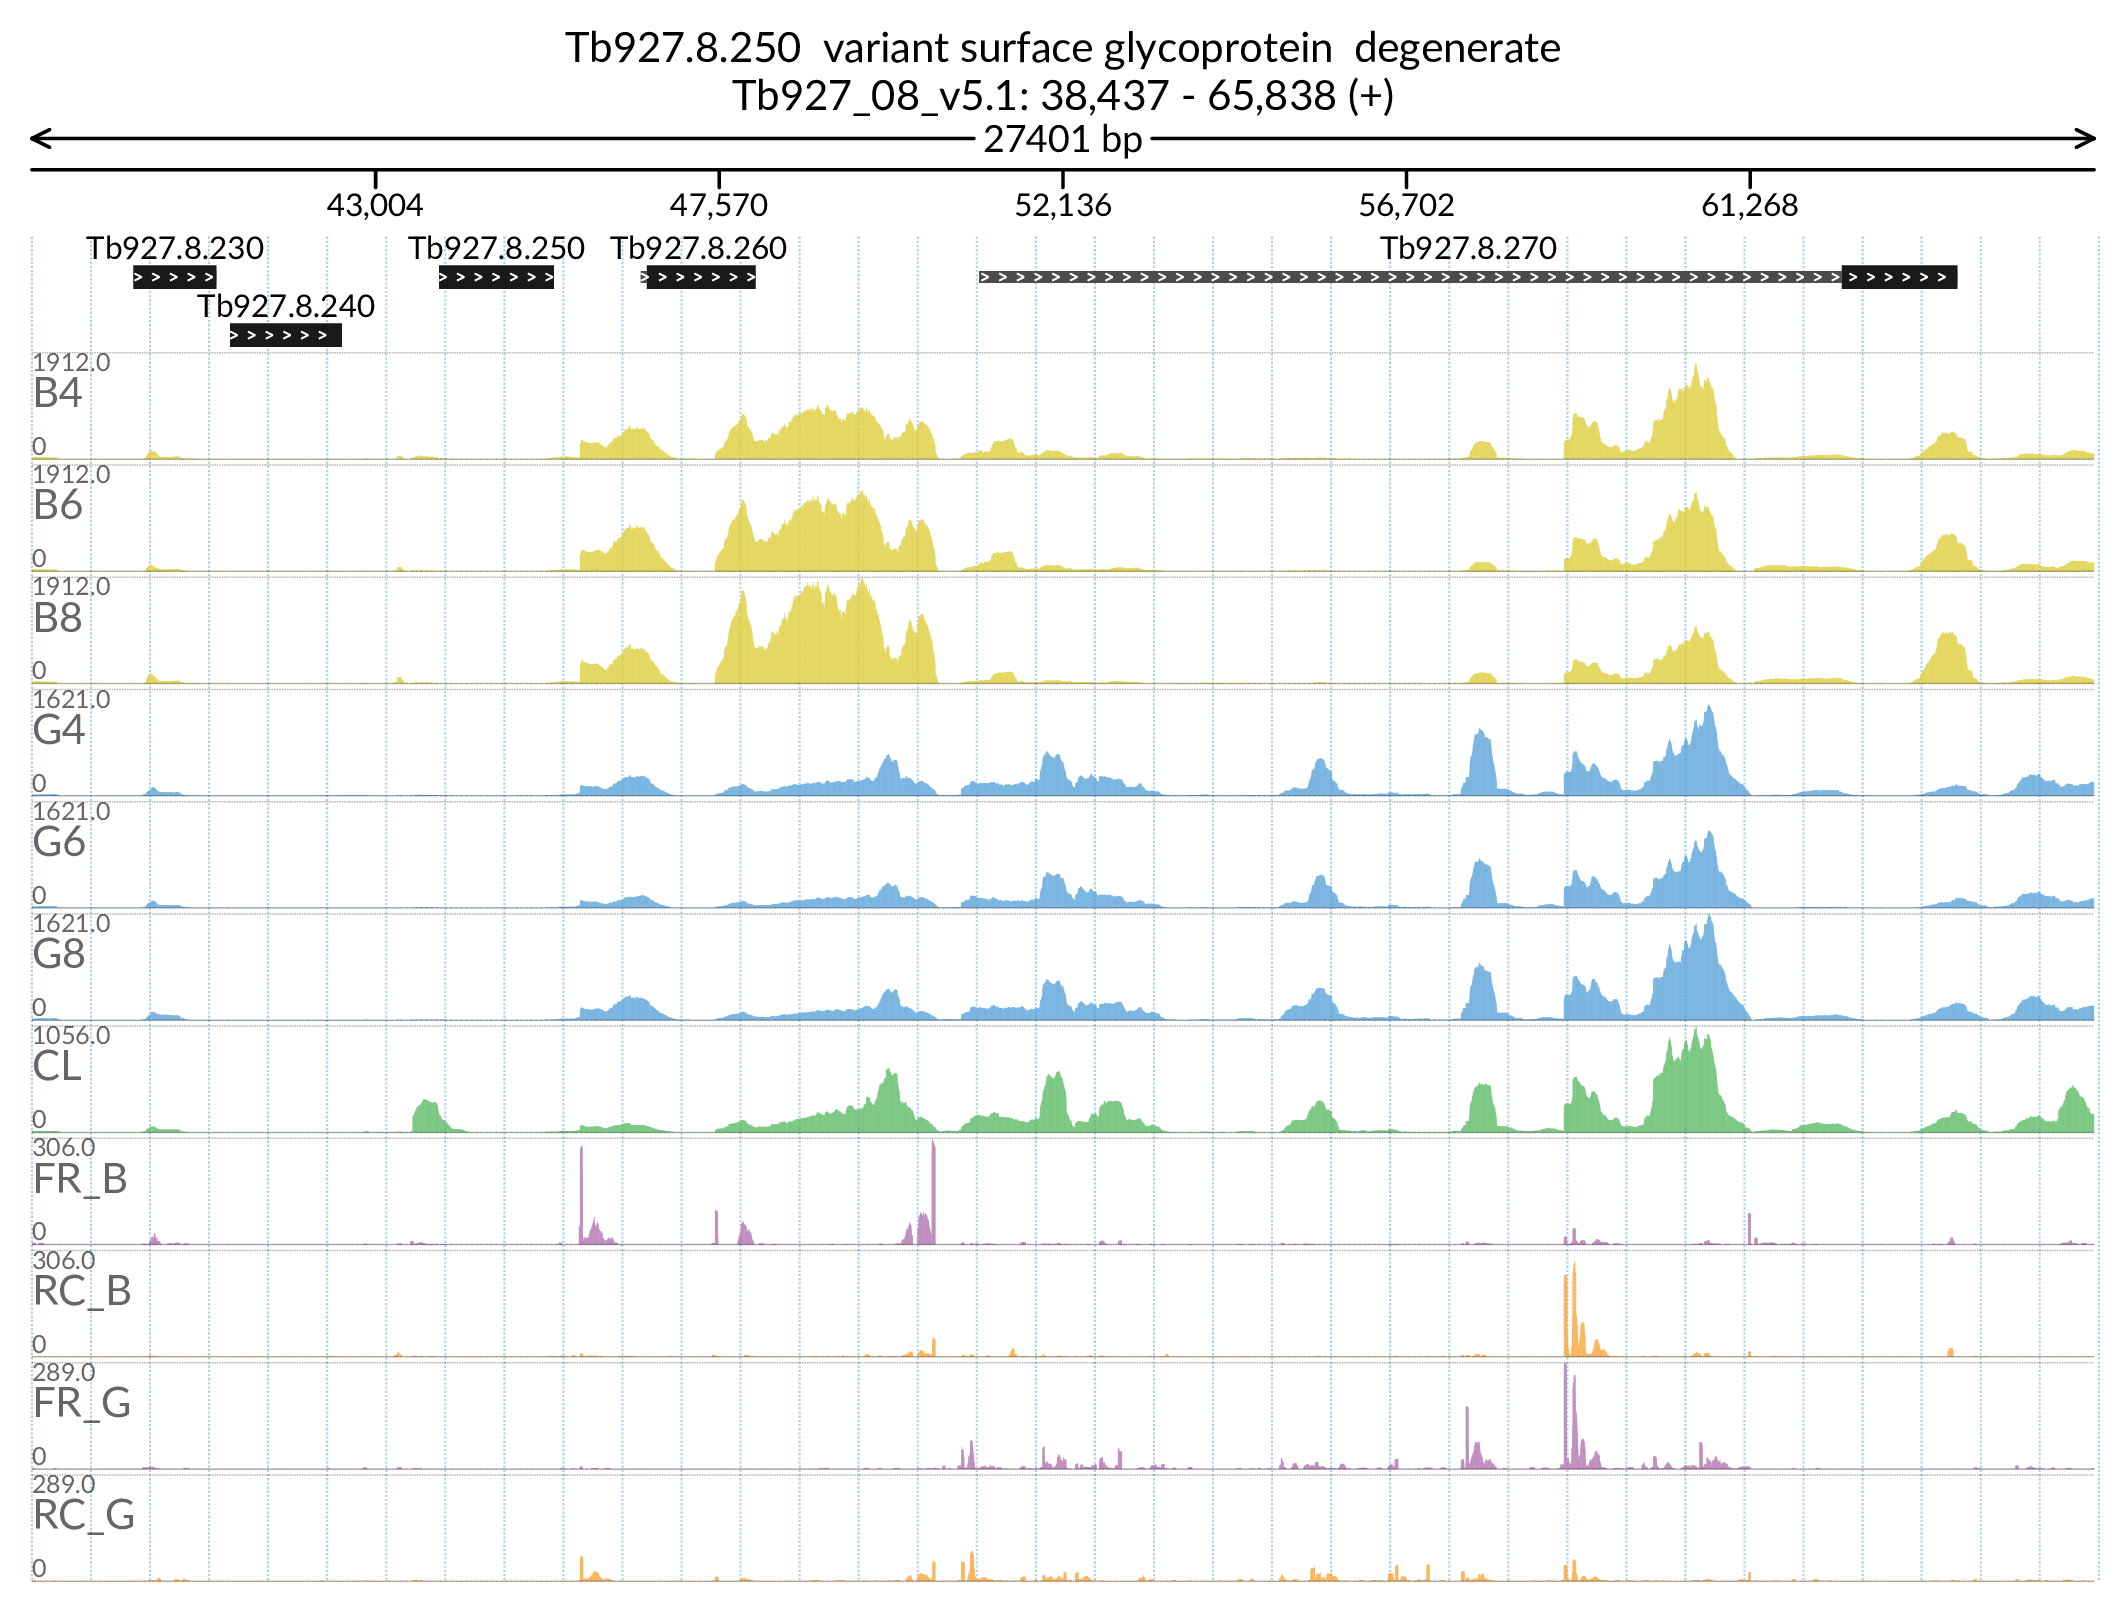 Tb927.8.250 variant surface glycoprotein degenerate
Tb927_08_v5.1: 38,437 - 65,838 (+)
27401 bp
43,004 47,570 52,136 56,702 61,268
Tb927.8.230 Tb927.8.250 Tb927.8.260 Tb927.8.270
Tb927.8.240
1912.0
B4
0
1912.0
B6
0
1912.0
B8
0
1621.0
G4
0
1621.0
G6
0
1621.0
G8
0
1056.0
CL
0
306.0
FR_B
0
306.0
RC_B
0
289.0
FR_G
0
289.0
RC_G
0